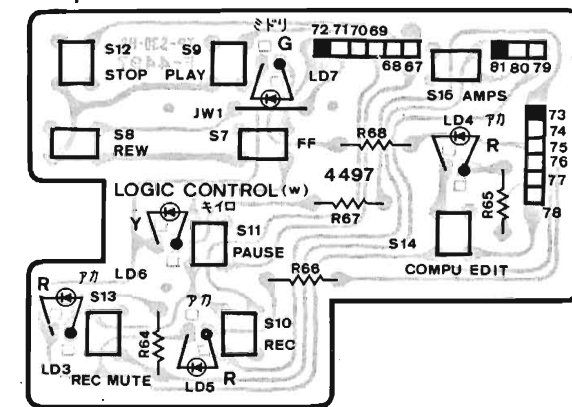 ミドリ
72 71 70 69
S12
S9
G
STOP
PLAY
LD7
68 67
81 80 79
S15 AMPS
JW1
LD4 アカ
73
S8
REW
S7
FF
R68
R
74
75
76
77
78
4497
LOGIC CONTROL (W)
キイロ
R67
R65
Y
S11
PAUSE
S14
COMPU EDIT
LD6
R66
R
アカ
S13
アカ
S10
REC
R64
LD3
REC MUTE
LD5
R